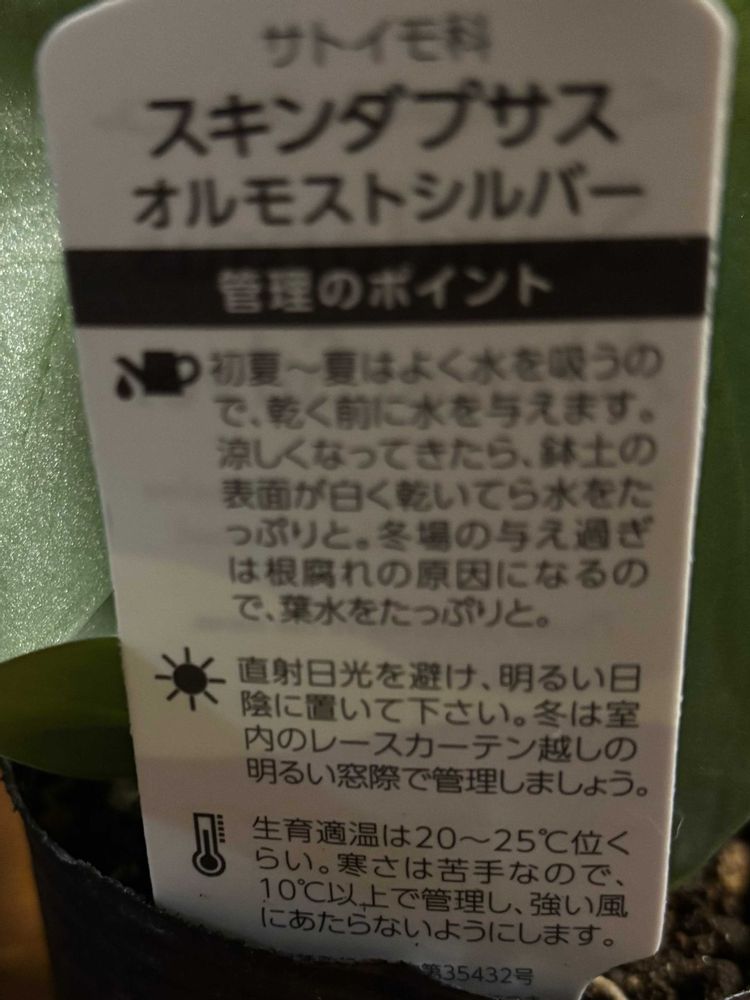 サトイモ科
スキンダプサス
オルモストシルバー
管理のポイント
初夏～夏はよく水を吸うの
で、乾く前に水を与えます。
涼しくなってきたら、鉢土の
表面が白く乾いてら水をた
っぷりと。冬場の与え過ぎ
は根腐れの原因になるの
で、葉水をたっぷりと。
直射日光を避け、明るい日
陰に置いて下さい。冬は室
内のレースカーテン越しの
明るい窓際で管理しましょう。
生育適温は20～25℃位く
らい。寒さは苦手なので、
10℃以上で管理し、強い風
にあたらないようにします。
第35432号